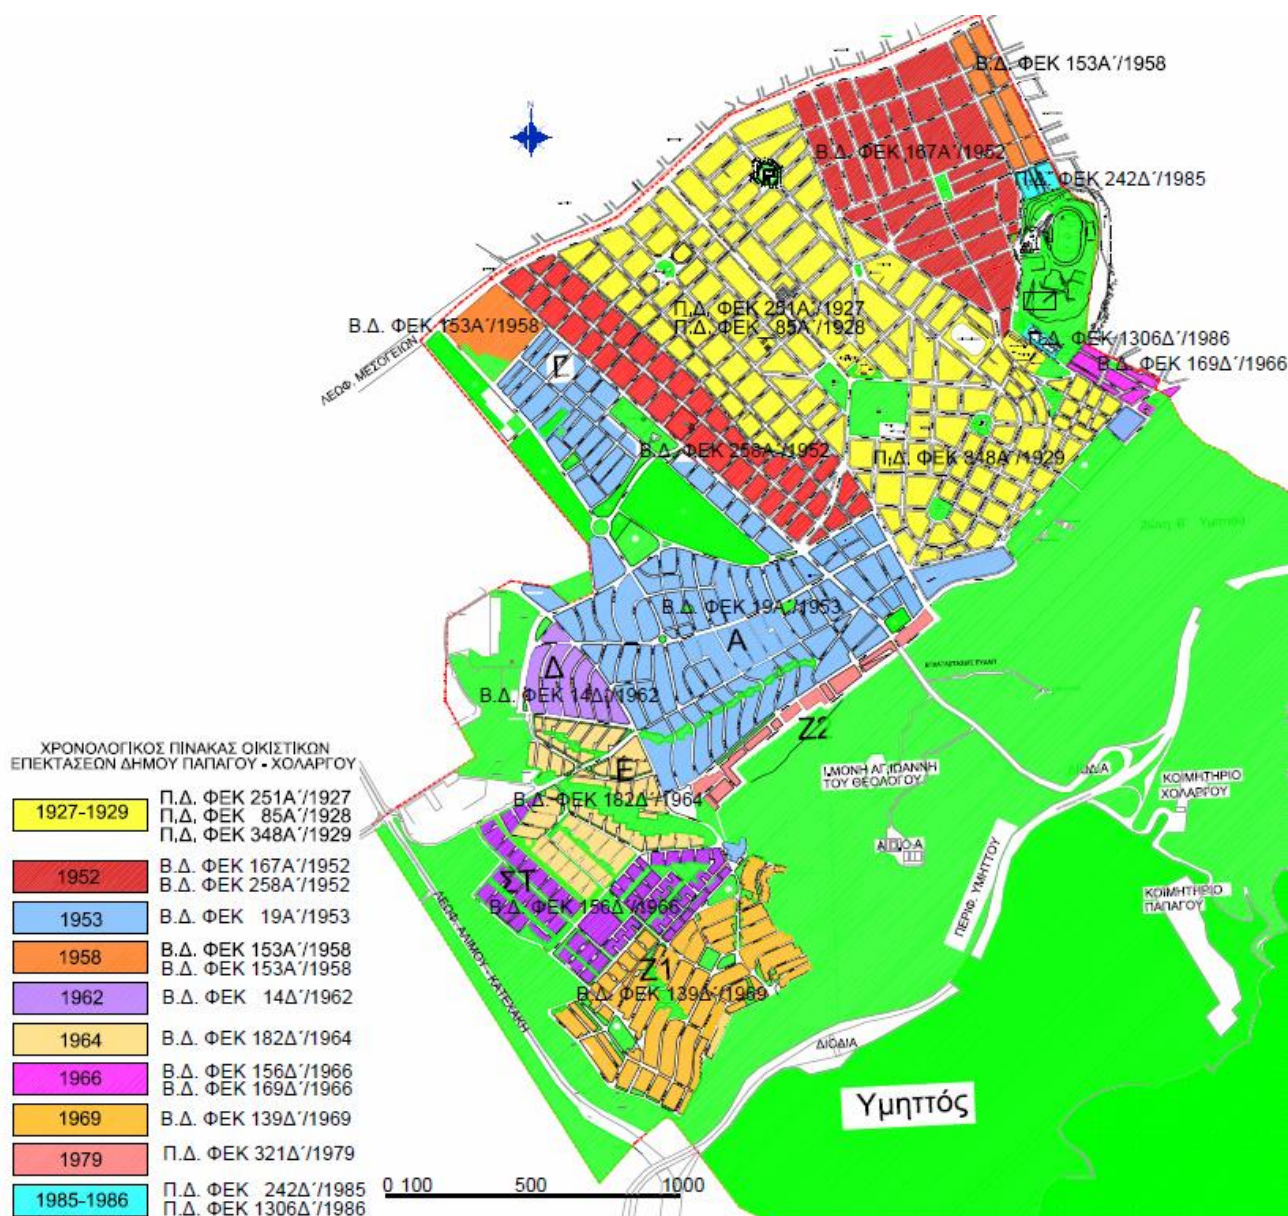 Β.Δ. ΦΕΚ 153Α΄/1958
Β.Δ. ΦΕΚ 167Α΄/1952
Π.Δ. ΦΕΚ 242Δ΄/1985
Π.Δ. ΦΕΚ 251Α΄/1927
Π.Δ. ΦΕΚ 85Α΄/1928
Β.Δ. ΦΕΚ 153Α΄/1958
Π.Δ. ΦΕΚ 1306Δ΄/1986
Β.Δ. ΦΕΚ 169Δ΄/1966
ΛΕΩΦ. ΜΕΣΟΓΕΙΩΝ
Γ
Β.Δ. ΦΕΚ 258Α΄/1952
Π.Δ. ΦΕΚ 348Α΄/1929
Ζώνη Β΄ Υμηττού
Β.Δ. ΦΕΚ 19Α΄/1953
Α
Δ
Β.Δ. ΦΕΚ 14Δ΄/1962
Ζ2
Ε
Ι.ΜΟΝΗ ΑΓ.ΙΩΑΝΝΗ
ΤΟΥ ΘΕΟΛΟΓΟΥ
ΔΙΟΔΙΑ
ΚΟΙΜΗΤΗΡΙΟ
ΧΟΛΑΡΓΟΥ
Β.Δ. ΦΕΚ 182Δ΄/1964
ΣΤ
Β.Δ. ΦΕΚ 156Δ΄/1966
ΛΕΩΦ. ΑΛΙΜΟΥ - ΚΑΤΕΧΑΚΗ
ΠΕΡΙΦ. ΥΜΗΤΤΟΥ
ΚΟΙΜΗΤΗΡΙΟ
ΠΑΠΑΓΟΥ
Ζ1
Β.Δ. ΦΕΚ 139Δ΄/1969
ΔΙΟΔΙΑ
Υμηττός
ΧΡΟΝΟΛΟΓΙΚΟΣ ΠΙΝΑΚΑΣ ΟΙΚΙΣΤΙΚΩΝ
ΕΠΕΚΤΑΣΕΩΝ ΔΗΜΟΥ ΠΑΠΑΓΟΥ - ΧΟΛΑΡΓΟΥ
1927-1929
Π.Δ. ΦΕΚ 251Α΄/1927
Π.Δ. ΦΕΚ 85Α΄/1928
Π.Δ. ΦΕΚ 348Α΄/1929
1952
Β.Δ. ΦΕΚ 167Α΄/1952
Β.Δ. ΦΕΚ 258Α΄/1952
1953
Β.Δ. ΦΕΚ 19Α΄/1953
1958
Β.Δ. ΦΕΚ 153Α΄/1958
Β.Δ. ΦΕΚ 153Α΄/1958
1962
Β.Δ. ΦΕΚ 14Δ΄/1962
1964
Β.Δ. ΦΕΚ 182Δ΄/1964
1966
Β.Δ. ΦΕΚ 156Δ΄/1966
Β.Δ. ΦΕΚ 169Δ΄/1966
1969
Β.Δ. ΦΕΚ 139Δ΄/1969
1979
Π.Δ. ΦΕΚ 321Δ΄/1979
1985-1986
Π.Δ. ΦΕΚ 242Δ΄/1985
Π.Δ. ΦΕΚ 1306Δ΄/1986
0 100 500 1000